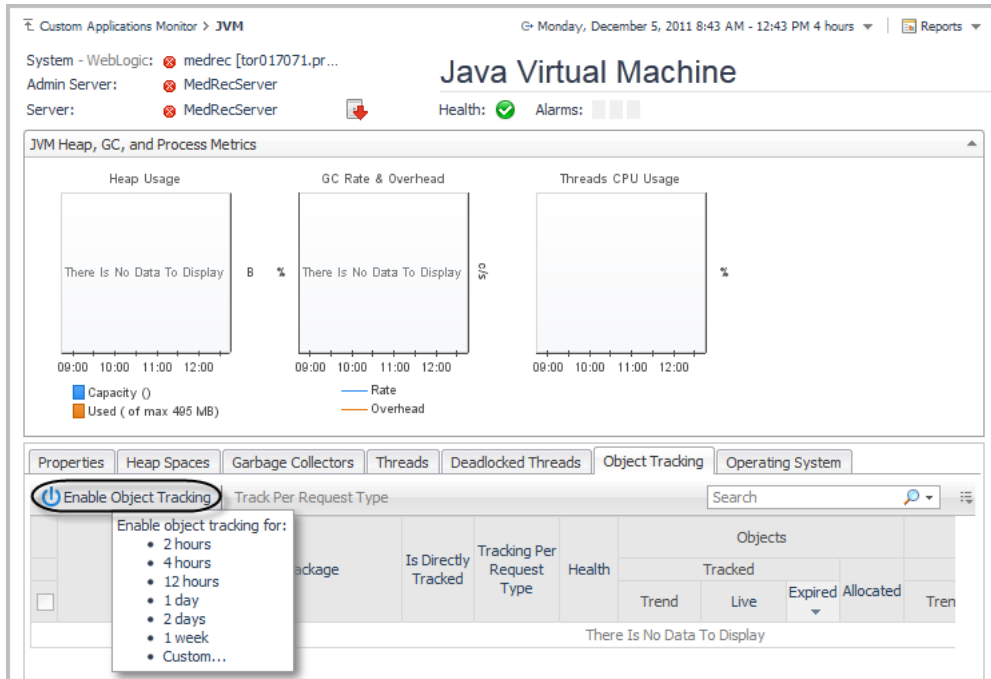 Custom Applications Monitor > JVM
Monday, December 5, 2011 8:43 AM - 12:43 PM 4 hours
Reports
System - WebLogic: medrec [tor017071.pr...
Admin Server: MedRecServer
Server: MedRecServer
Java Virtual Machine
Health: Alarms:
JVM Heap, GC, and Process Metrics
Heap Usage
There Is No Data To Display
B
09:00 10:00 11:00 12:00
Capacity ()
Used ( of max 495 MB)
GC Rate & Overhead
%
There Is No Data To Display
c/s
09:00 10:00 11:00 12:00
Rate
Overhead
Threads CPU Usage
%
09:00 10:00 11:00 12:00
Properties Heap Spaces Garbage Collectors Threads Deadlocked Threads Object Tracking Operating System
Enable Object Tracking Track Per Request Type Search
Enable object tracking for:
• 2 hours
• 4 hours
• 12 hours
• 1 day
• 2 days
• 1 week
• Custom...
ackage
Is Directly Tracked
Tracking Per Request Type
Health
Objects
Tracked
Trend Live Expired Allocated Tren
There Is No Data To Display